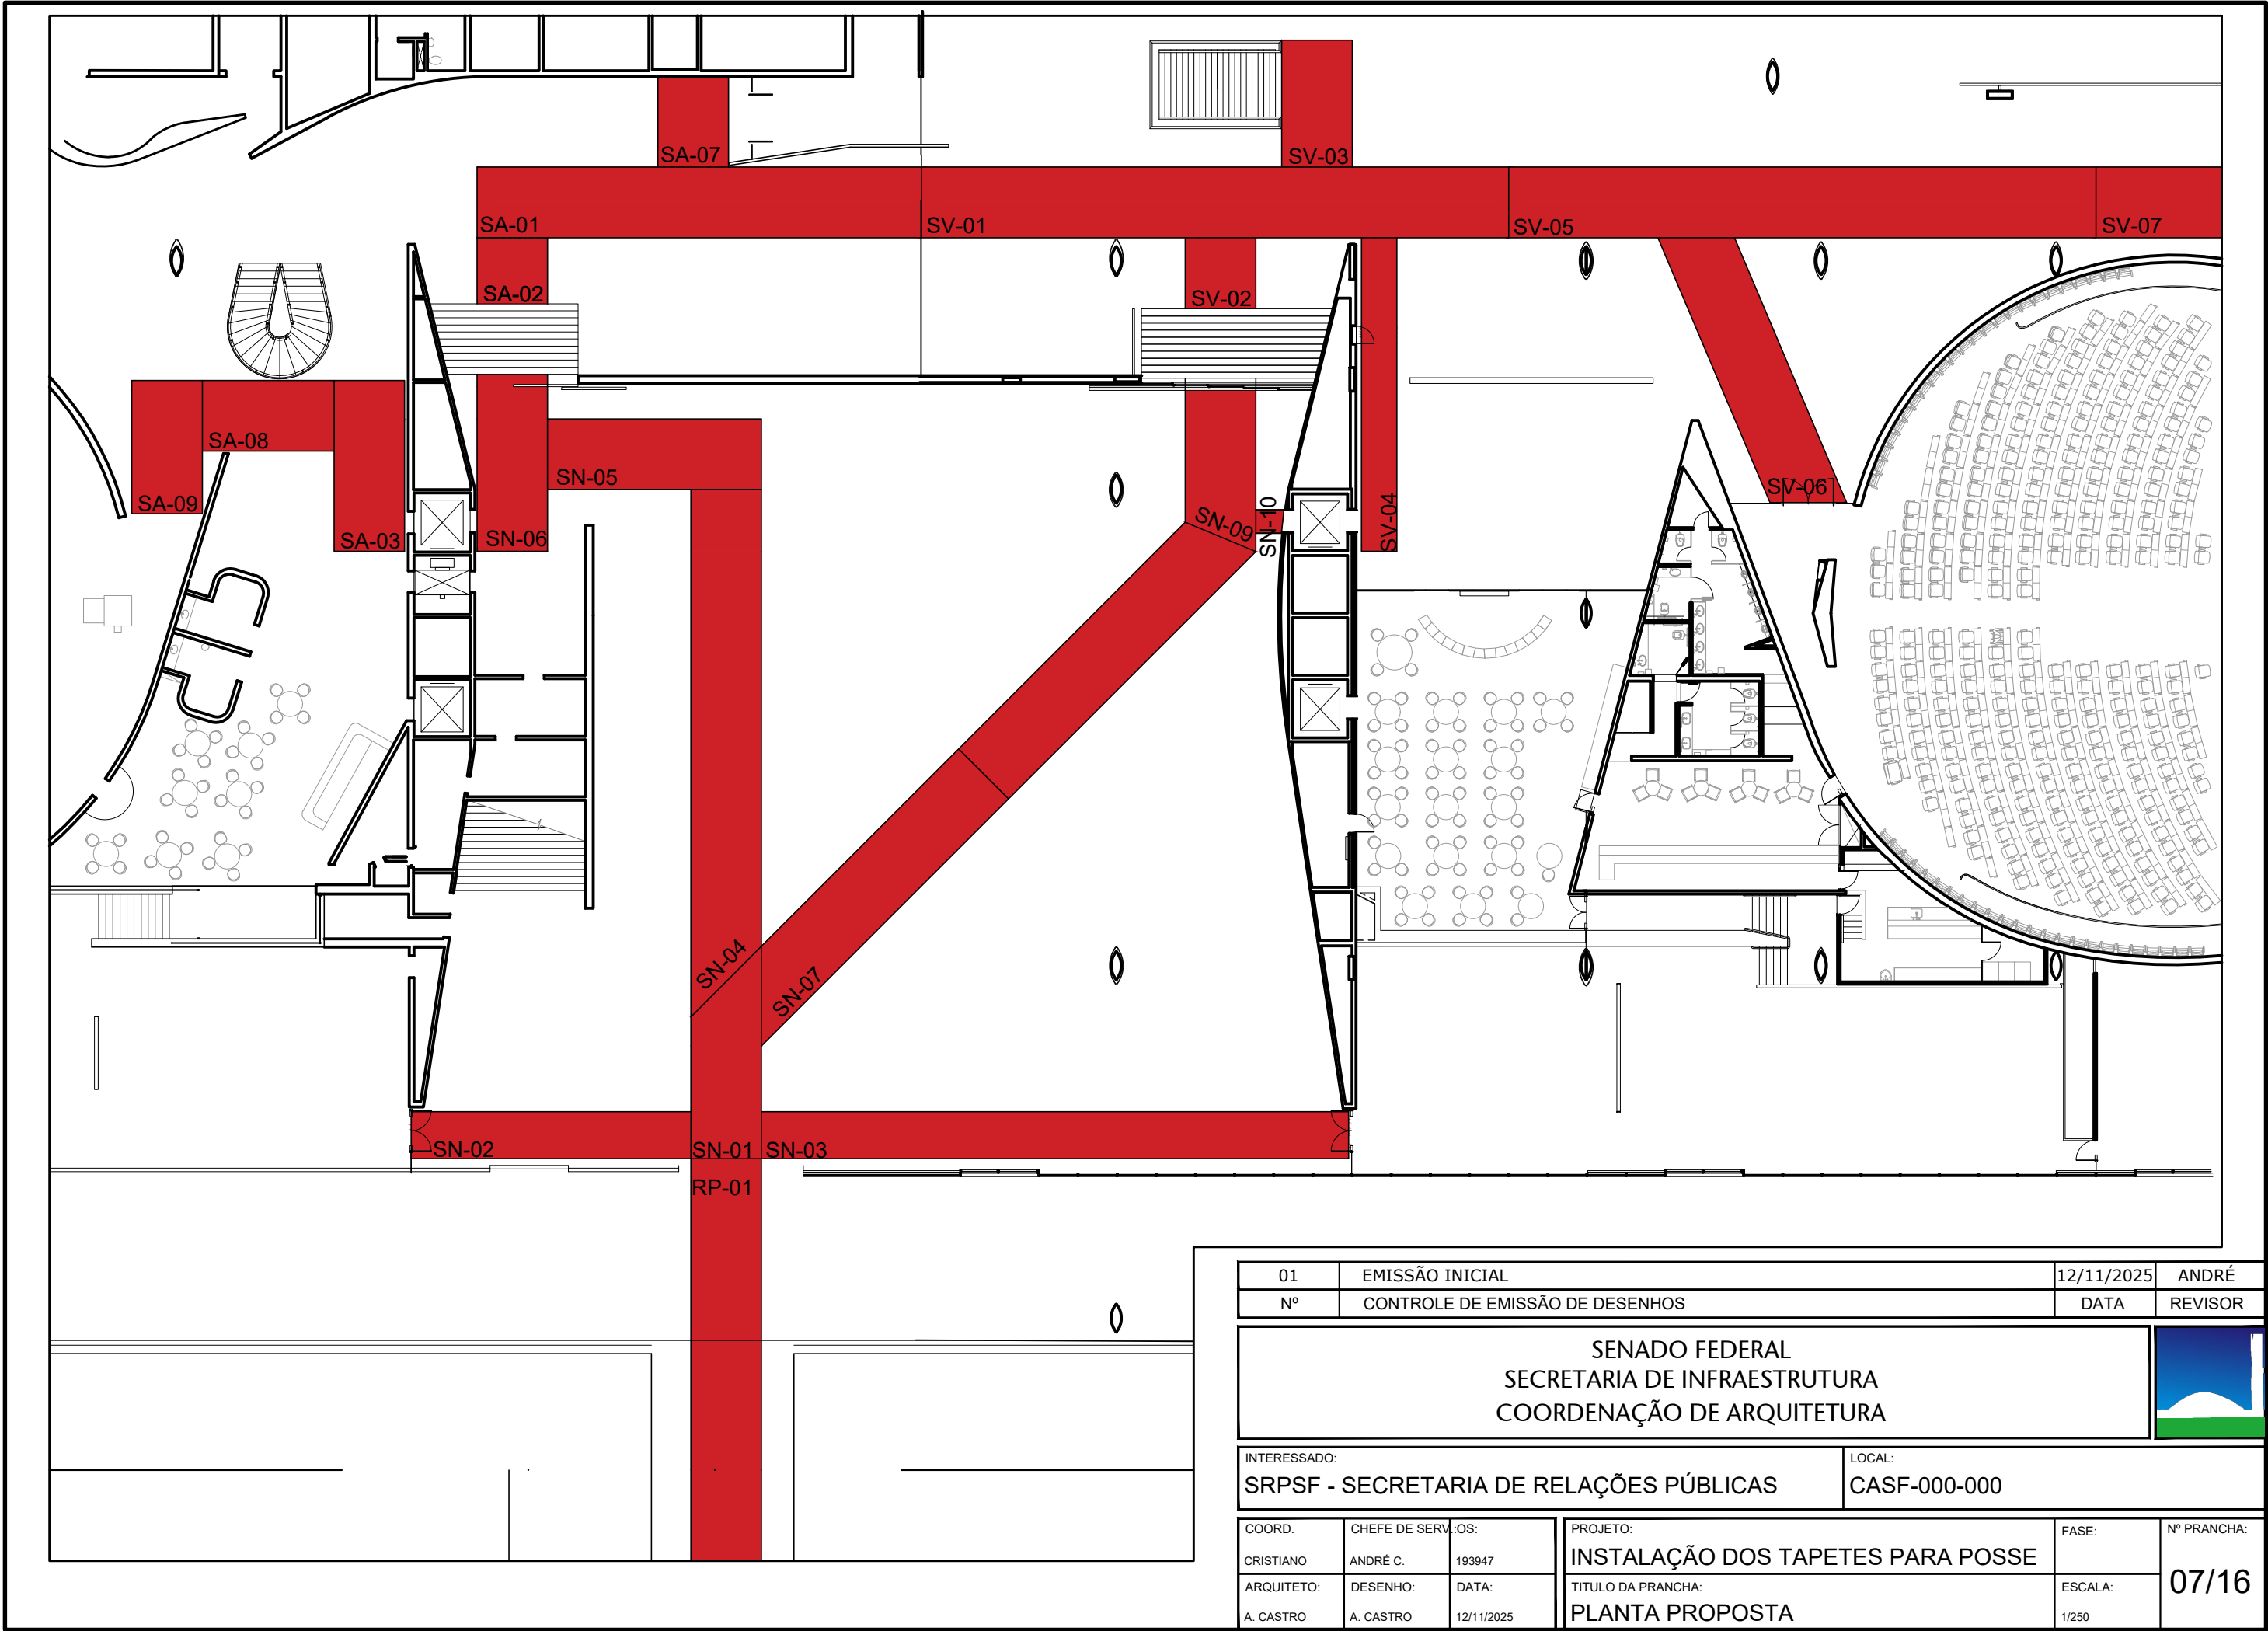 SA-07
SV-03
SA-01
SV-01
SV-05
SV-07
SA-02
SV-02
SA-08
SN-05
SV-06
SA-09
SN-10
SV-04
SN-09
SA-03
SN-06
SN-04
SN-07
SN-02
SN-01
SN-03
RP-01
01 EMISSÃO INICIAL 12/11/2025 ANDRÉ
Nº CONTROLE DE EMISSÃO DE DESENHOS DATA REVISOR
SENADO FEDERAL
SECRETARIA DE INFRAESTRUTURA
COORDENAÇÃO DE ARQUITETURA
INTERESSADO: LOCAL:
SRPSF - SECRETARIA DE RELAÇÕES PÚBLICAS CASF-000-000
COORD. CHEFE DE SERV.: OS: PROJETO: FASE: Nº PRANCHA:
CRISTIANO ANDRÉ C. 193947 INSTALAÇÃO DOS TAPETES PARA POSSE
07/16
ARQUITETO: DESENHO: DATA: TITULO DA PRANCHA: ESCALA:
A. CASTRO A. CASTRO 12/11/2025 PLANTA PROPOSTA 1/250